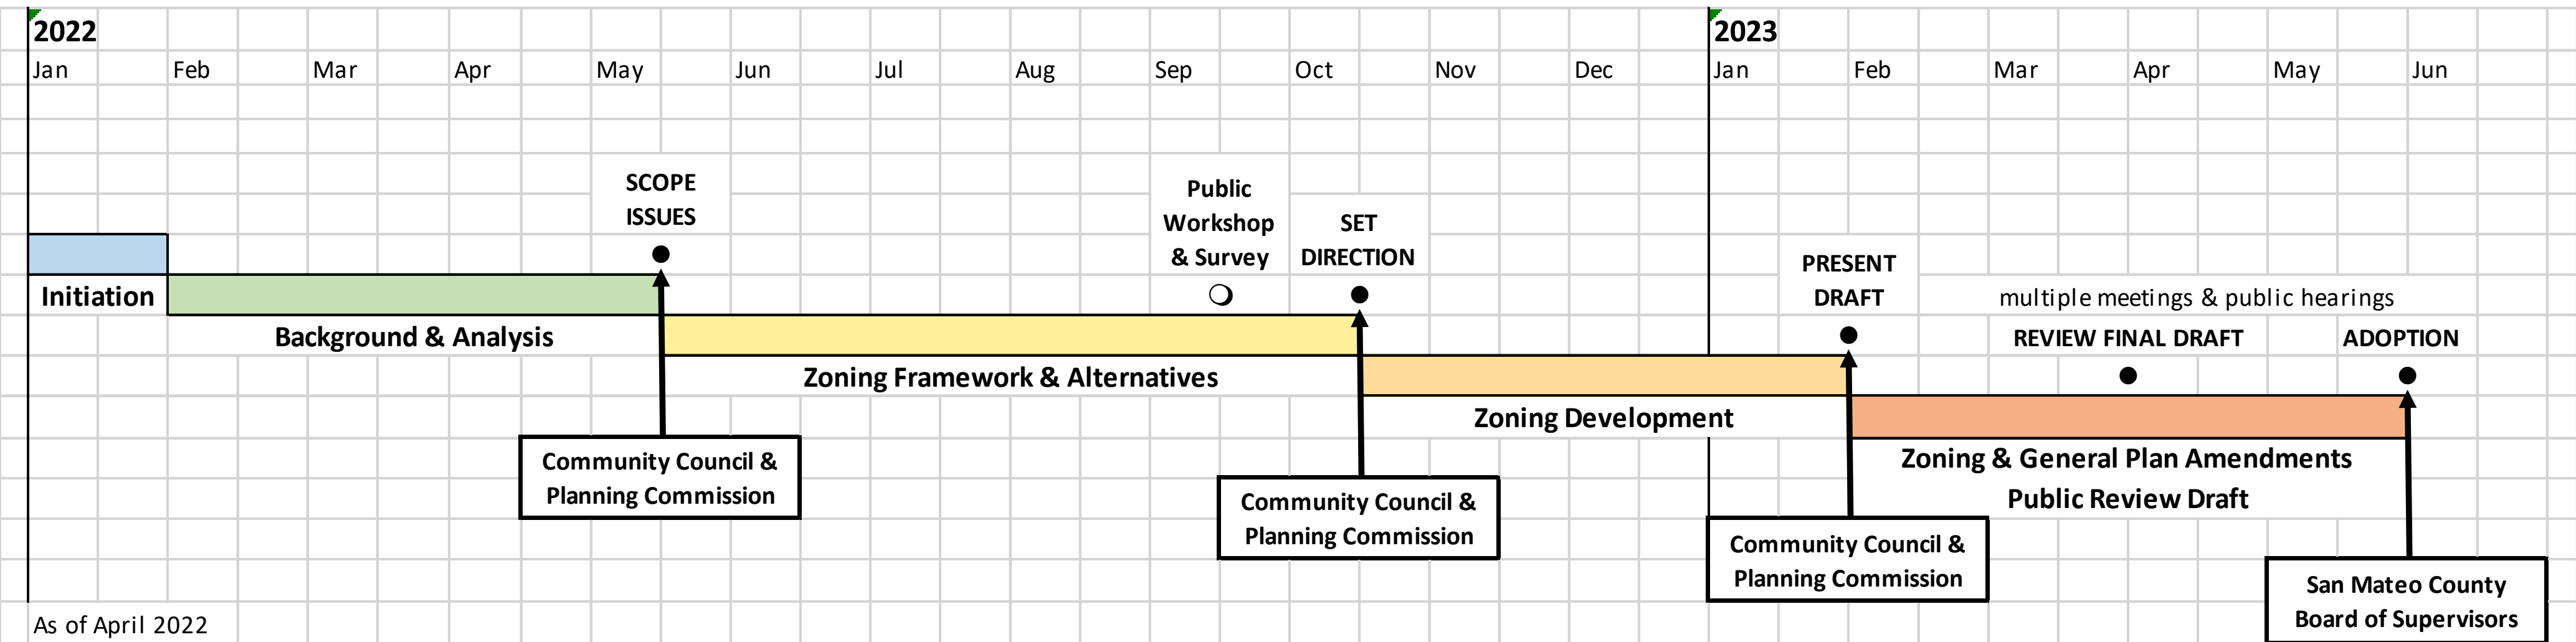 2022
2023
Jan Feb Mar Apr May Jun Jul Aug Sep Oct Nov Dec Jan Feb Mar Apr May Jun
SCOPE
ISSUES
Public
Workshop
& Survey
SET
DIRECTION
PRESENT
DRAFT
multiple meetings & public hearings
REVIEW FINAL DRAFT
ADOPTION
Initiation
Background & Analysis
Zoning Framework & Alternatives
Zoning Development
Zoning & General Plan Amendments
Public Review Draft
Community Council &
Planning Commission
Community Council &
Planning Commission
Community Council &
Planning Commission
San Mateo County
Board of Supervisors
As of April 2022